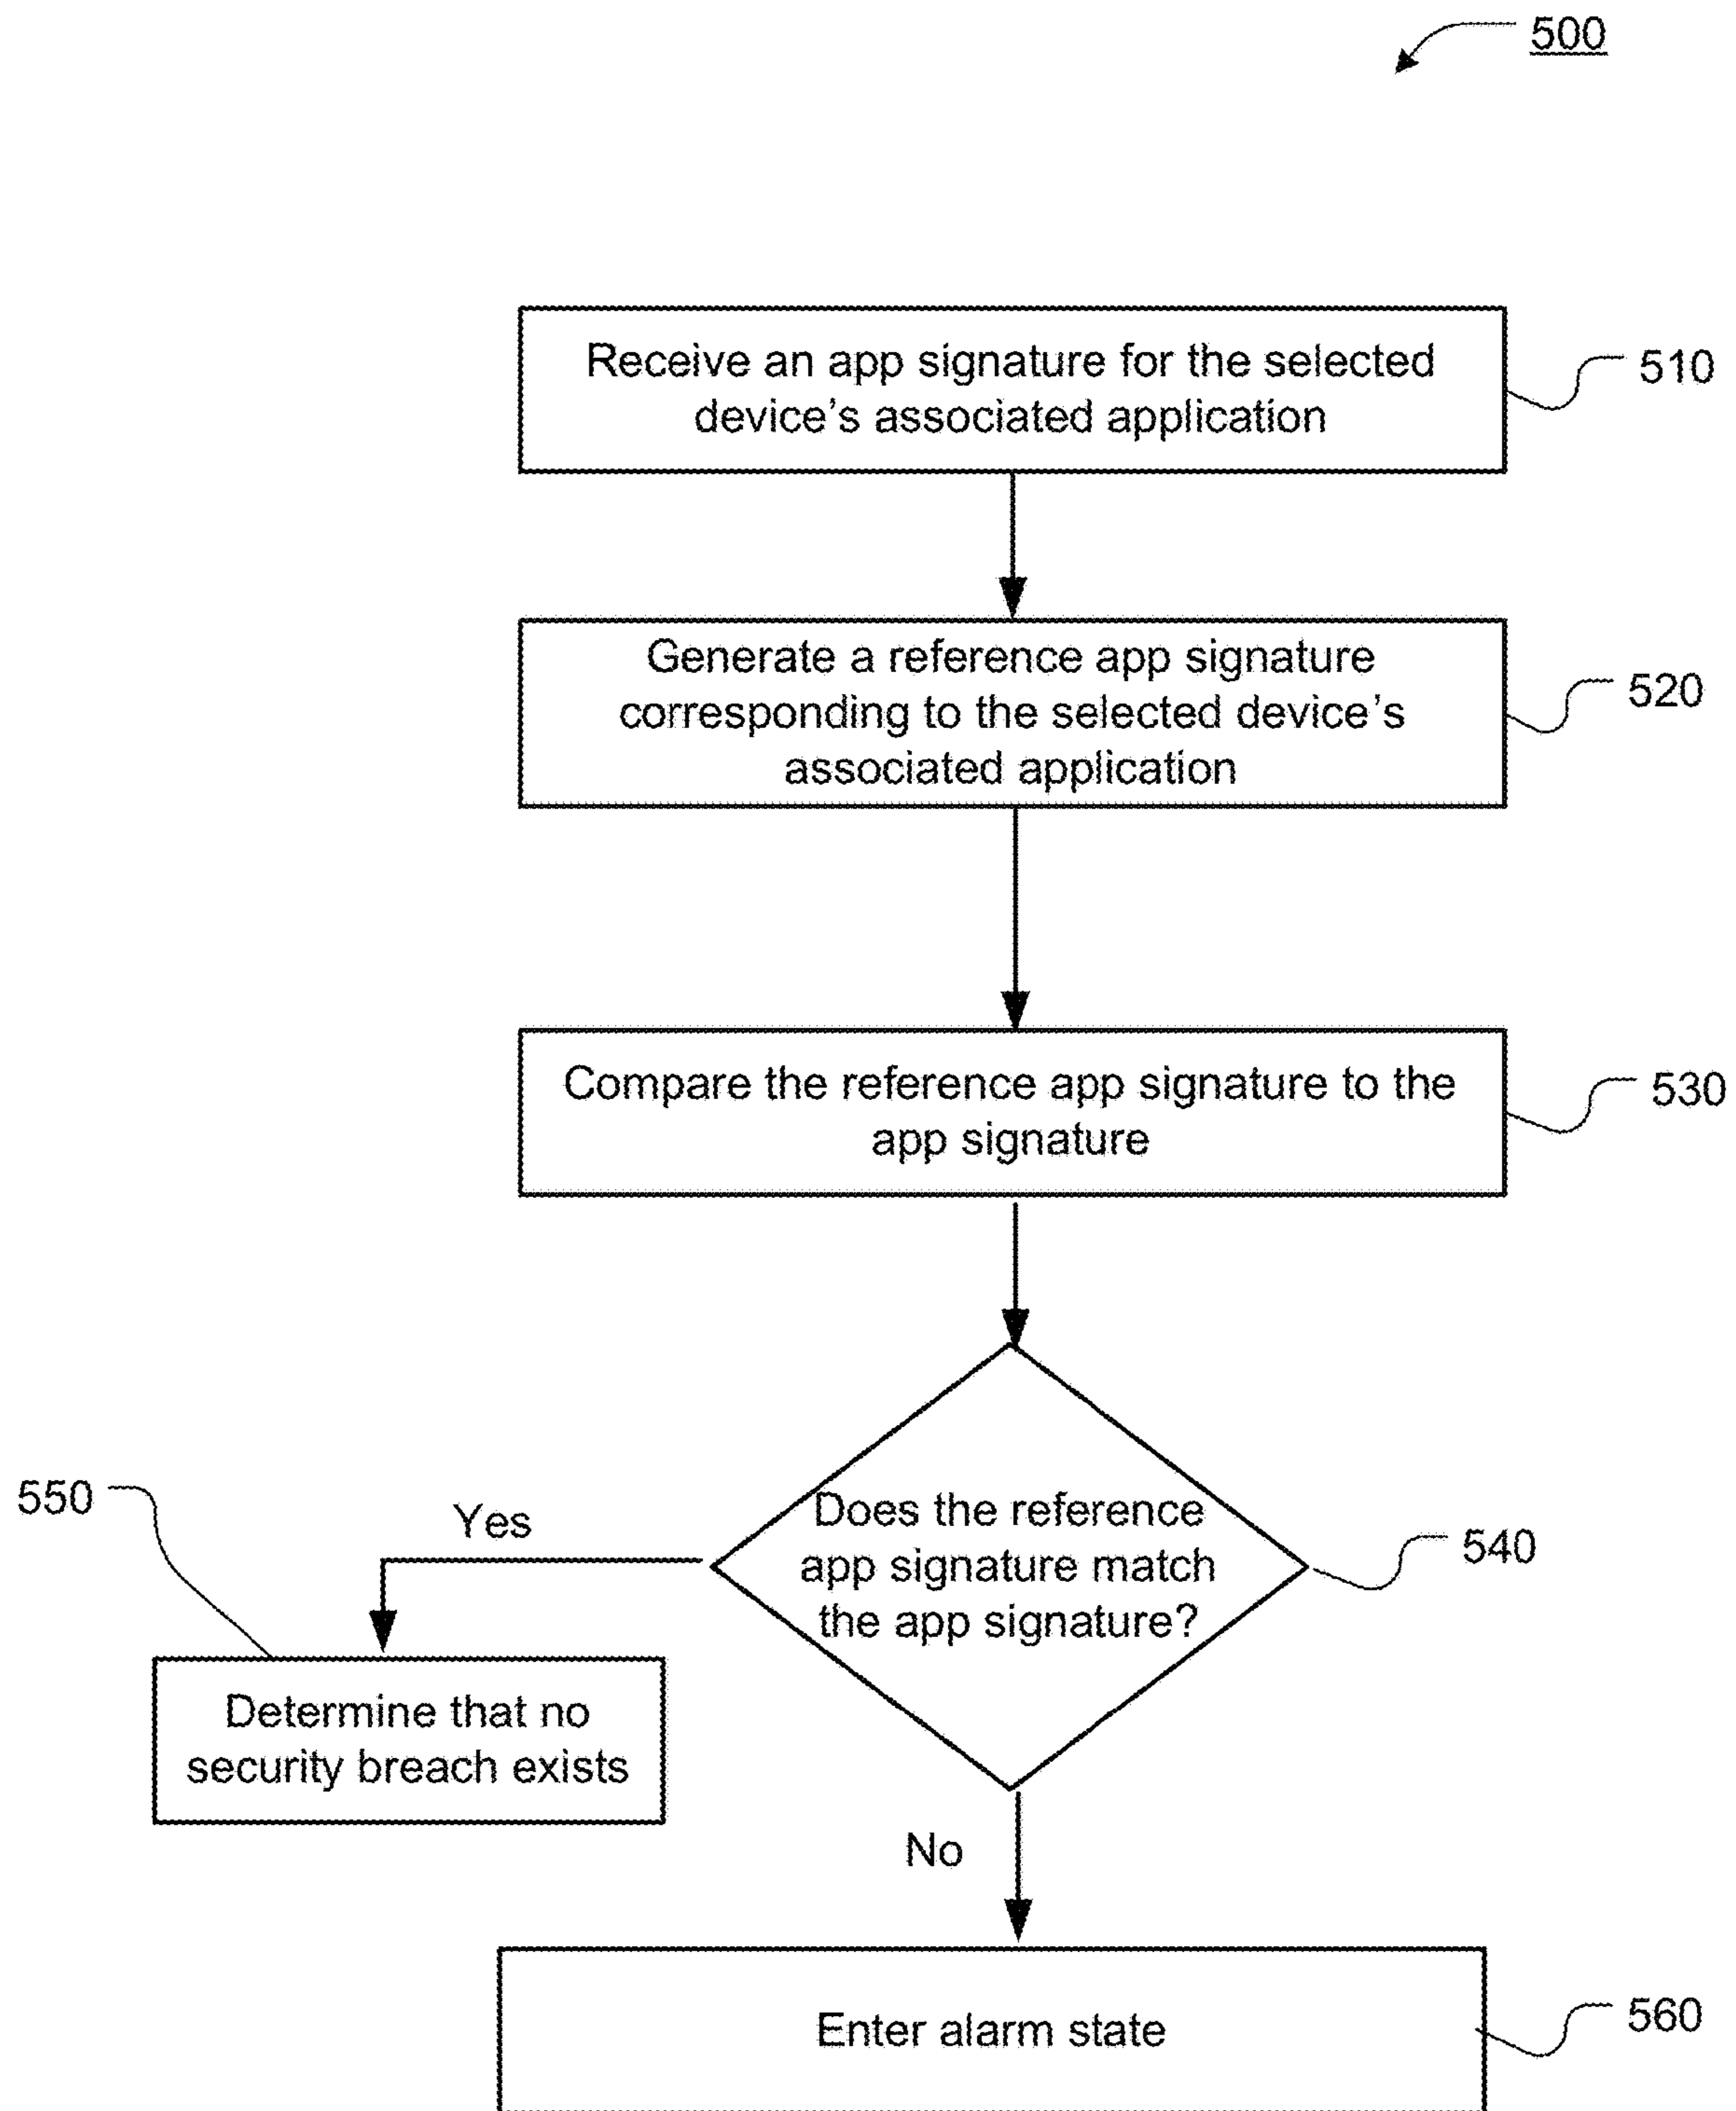 500
Receive an app signature for the selected
device's associated application
510
Generate a reference app signature
corresponding to the selected device's
associated application
520
Compare the reference app signature to the
app signature
530
Does the reference
app signature match
the app signature?
540
Yes
550
Determine that no
security breach exists
No
Enter alarm state
560